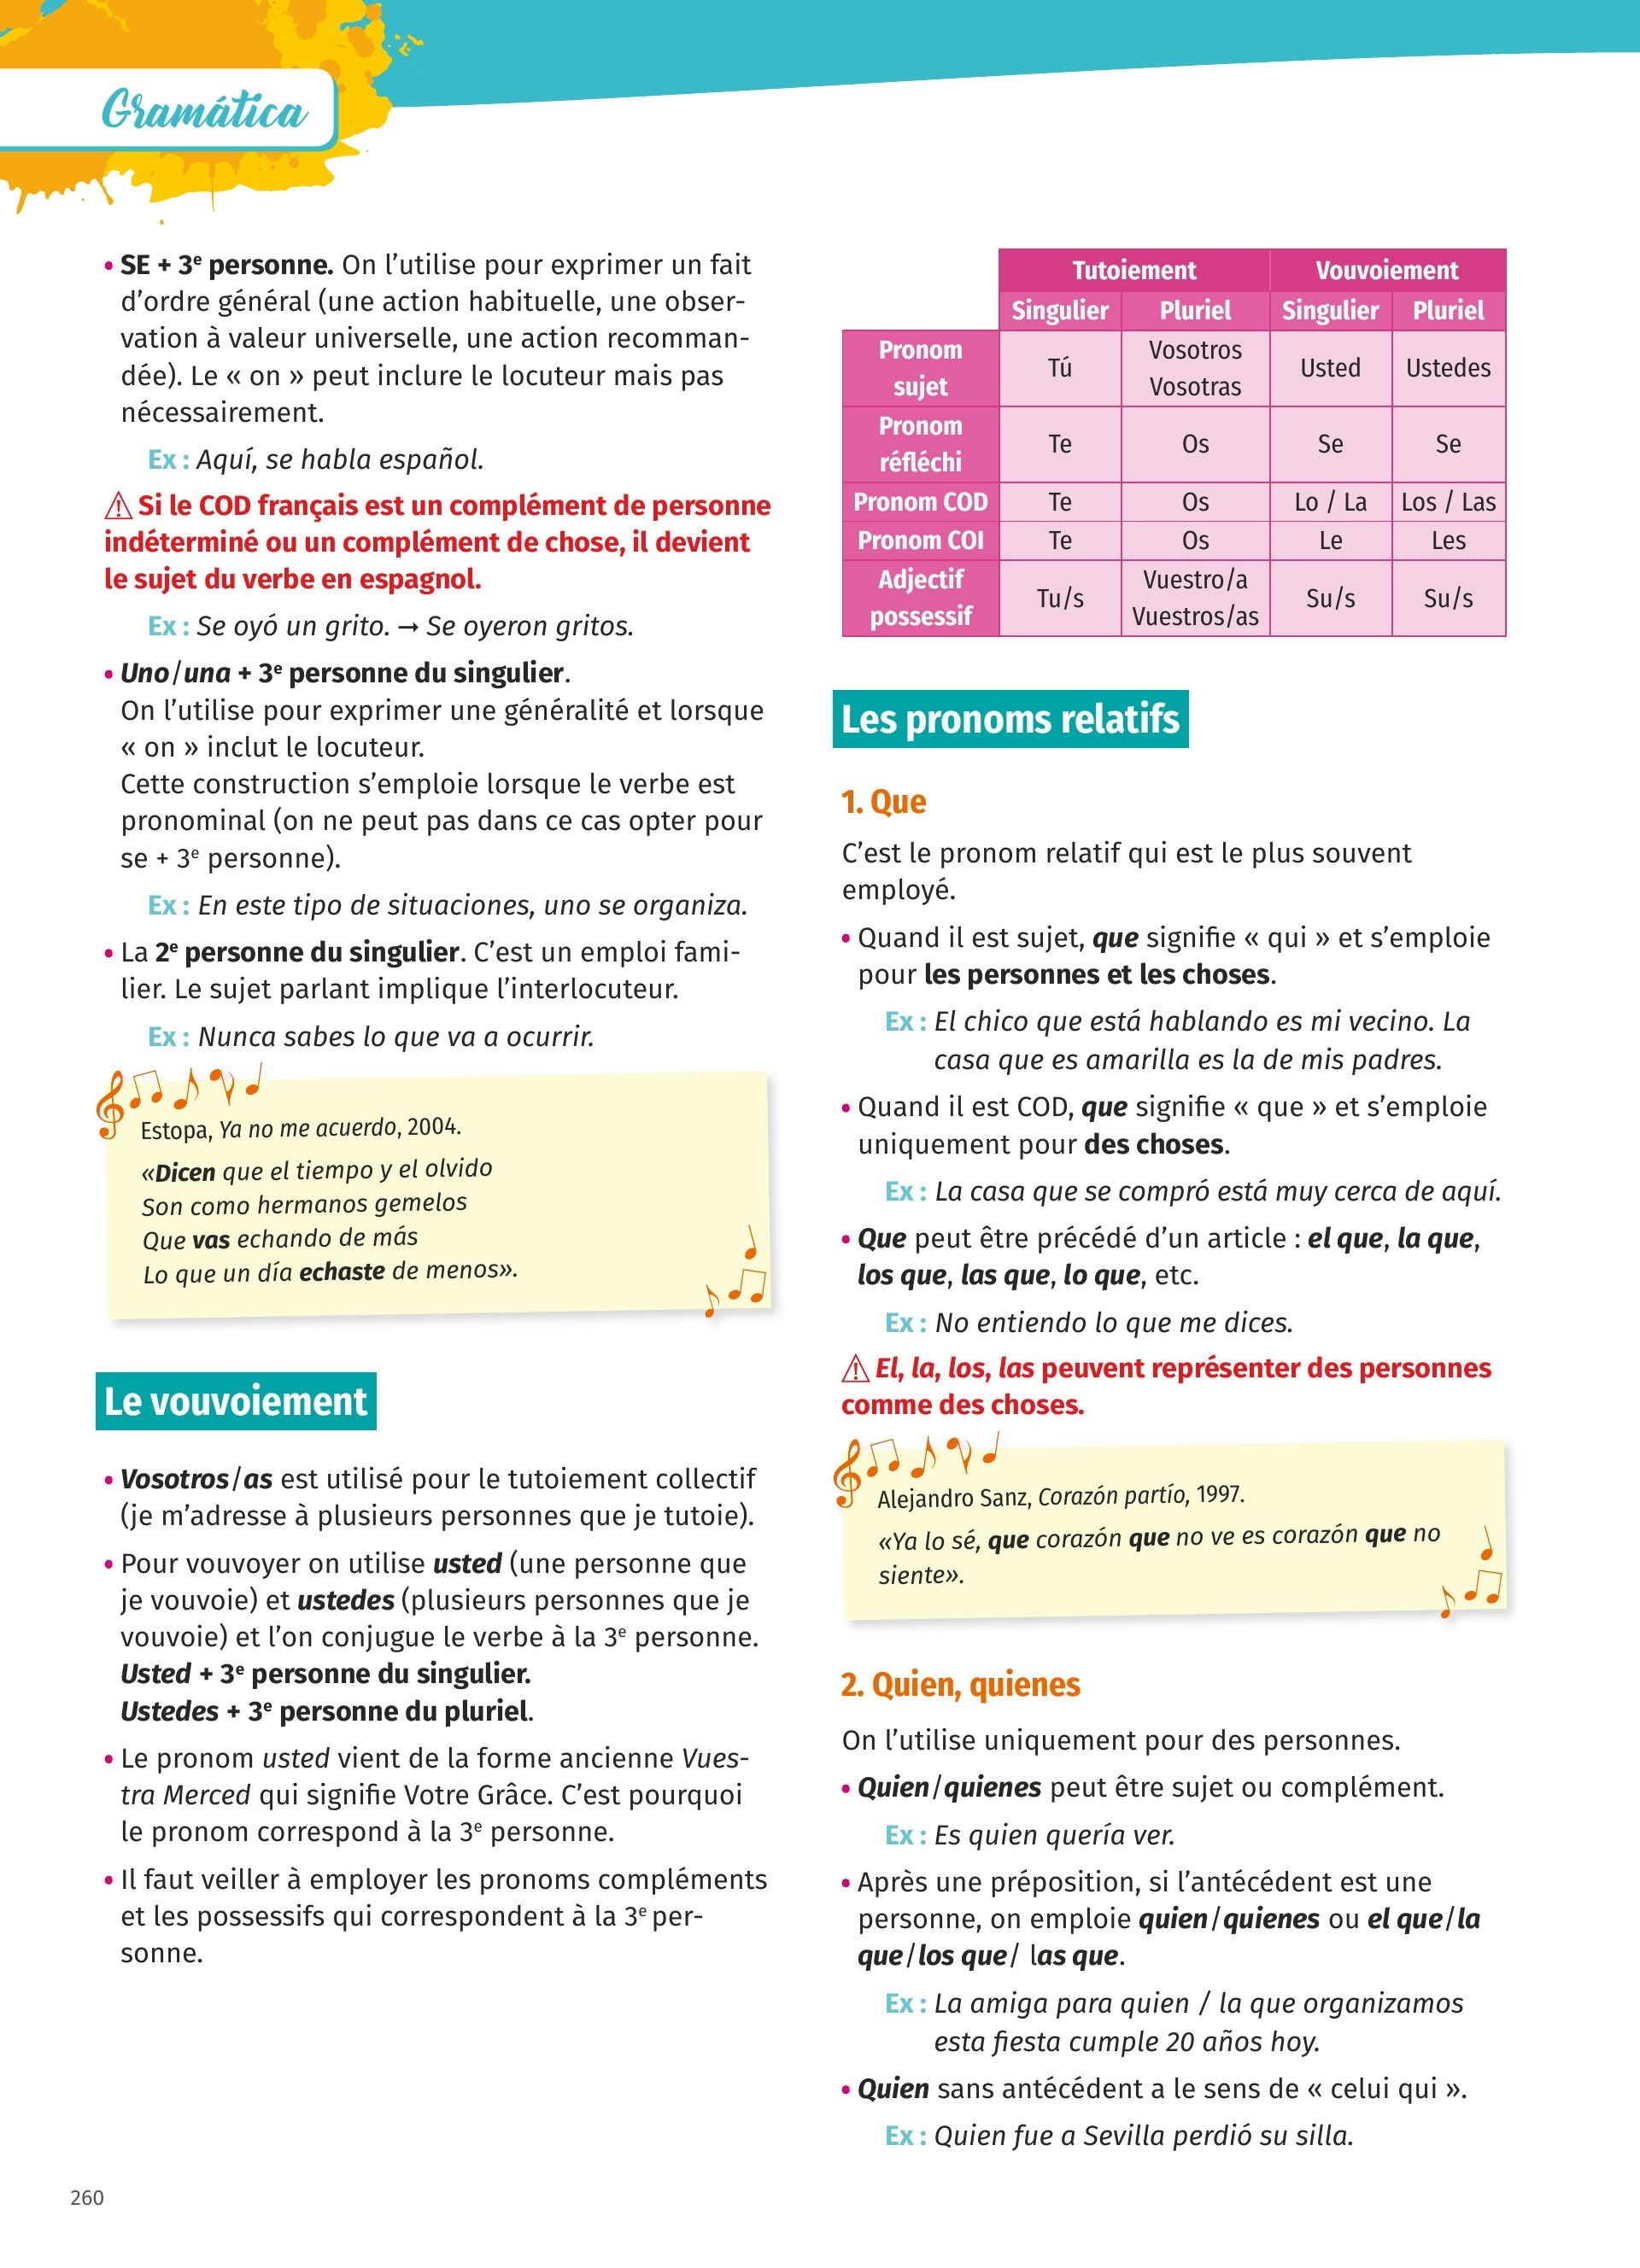 Gramática
• SE + 3e personne. On l’utilise pour exprimer un fait
d’ordre général (une action habituelle, une obser-
vation à valeur universelle, une action recomman-
dée). Le « on » peut inclure le locuteur mais pas
nécessairement.
Ex : Aquí, se habla español.
⚠ Si le COD français est un complément de personne
indéterminé ou un complément de chose, il devient
le sujet du verbe en espagnol.
Ex : Se oyó un grito. → Se oyeron gritos.
• Uno/una + 3e personne du singulier.
On l’utilise pour exprimer une généralité et lorsque
« on » inclut le locuteur.
Cette construction s’emploie lorsque le verbe est
pronominal (on ne peut pas dans ce cas opter pour
se + 3e personne).
Ex : En este tipo de situaciones, uno se organiza.
• La 2e personne du singulier. C’est un emploi fami-
lier. Le sujet parlant implique l’interlocuteur.
Ex : Nunca sabes lo que va a ocurrir.
Estopa, Ya no me acuerdo, 2004.
«Dicen que el tiempo y el olvido
Son como hermanos gemelos
Que vas echando de más
Lo que un día echaste de menos».
Le vouvoiement
• Vosotros/as est utilisé pour le tutoiement collectif
(je m’adresse à plusieurs personnes que je tutoie).
• Pour vouvoyer on utilise usted (une personne que
je vouvoie) et ustedes (plusieurs personnes que je
vouvoie) et l’on conjugue le verbe à la 3e personne.
Usted + 3e personne du singulier.
Ustedes + 3e personne du pluriel.
• Le pronom usted vient de la forme ancienne Vues-
tra Merced qui signifie Votre Grâce. C’est pourquoi
le pronom correspond à la 3e personne.
• Il faut veiller à employer les pronoms compléments
et les possessifs qui correspondent à la 3e per-
sonne.
Tutoiement Vouvoiement
Singulier Pluriel Singulier Pluriel
Pronom
sujet
Tú
Vosotros
Vosotras
Usted
Ustedes
Pronom
réfléchi
Te
Os
Se
Se
Pronom COD Te Os Lo / La Los / Las
Pronom COI Te Os Le Les
Adjectif
possessif
Tu/s
Vuestro/a
Vuestros/as
Su/s
Su/s
Les pronoms relatifs
1. Que
C’est le pronom relatif qui est le plus souvent
employé.
• Quand il est sujet, que signifie « qui » et s’emploie
pour les personnes et les choses.
Ex : El chico que está hablando es mi vecino. La
casa que es amarilla es la de mis padres.
• Quand il est COD, que signifie « que » et s’emploie
uniquement pour des choses.
Ex : La casa que se compró está muy cerca de aquí.
• Que peut être précédé d’un article : el que, la que,
los que, las que, lo que, etc.
Ex : No entiendo lo que me dices.
⚠ El, la, los, las peuvent représenter des personnes
comme des choses.
Alejandro Sanz, Corazón partío, 1997.
«Ya lo sé, que corazón que no ve es corazón que no
siente».
2. Quien, quienes
On l’utilise uniquement pour des personnes.
• Quien/quienes peut être sujet ou complément.
Ex : Es quien quería ver.
• Après une préposition, si l’antécédent est une
personne, on emploie quien/quienes ou el que/la
que/los que/ las que.
Ex : La amiga para quien / la que organizamos
esta fiesta cumple 20 años hoy.
• Quien sans antécédent a le sens de « celui qui ».
Ex : Quien fue a Sevilla perdió su silla.
260